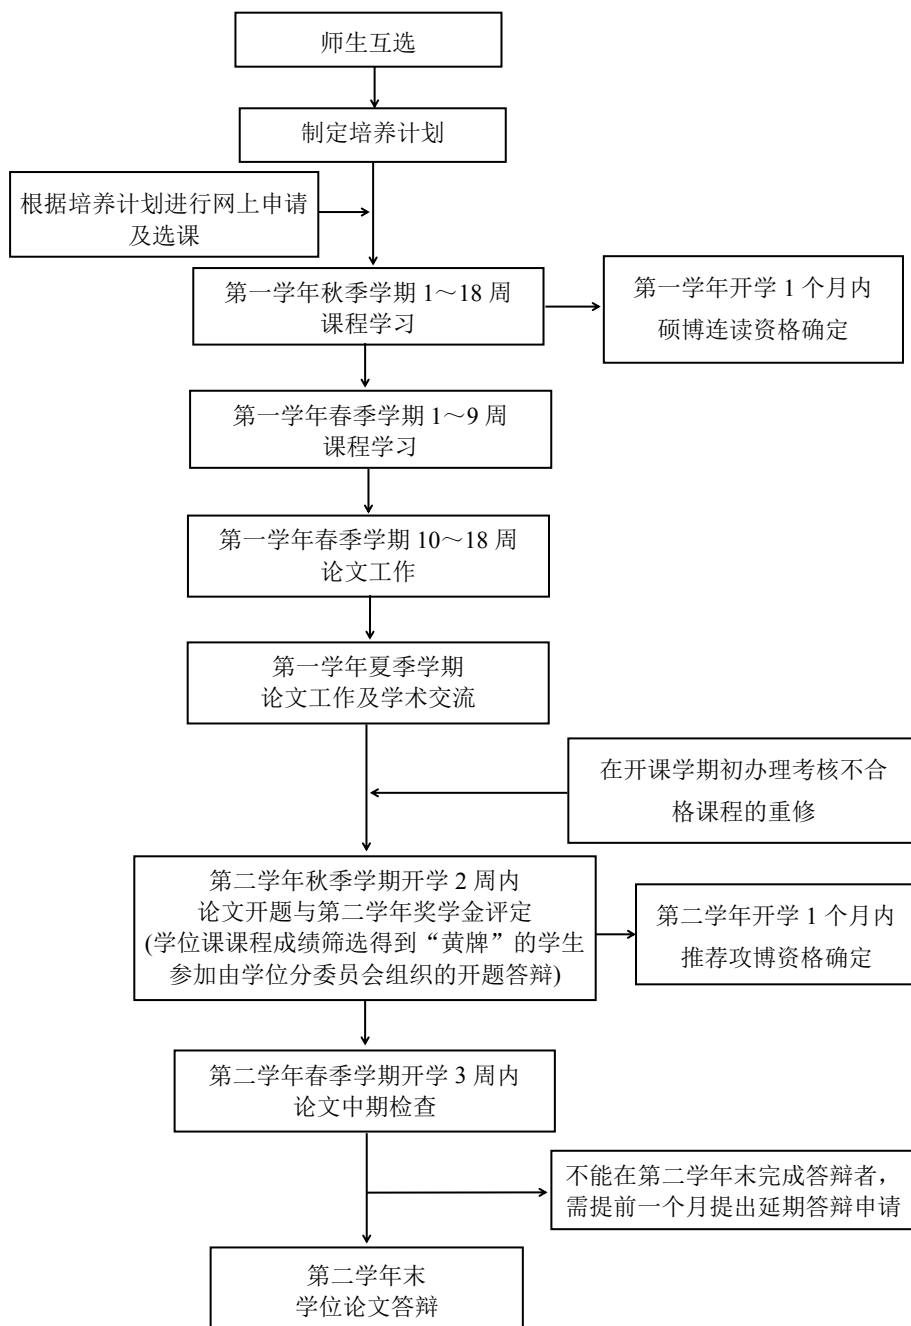 师生互选
制定培养计划
根据培养计划进行网上申请
及选课
第一学年秋季学期 1～18 周
课程学习
第一学年开学 1 个月内
硕博连读资格确定
第一学年春季学期 1～9 周
课程学习
第一学年春季学期 10～18 周
论文工作
第一学年夏季学期
论文工作及学术交流
在开课学期初办理考核不合
格课程的重修
第二学年秋季学期开学 2 周内
论文开题与第二学年奖学金评定
(学位课课程成绩筛选得到“黄牌”的学生
参加由学位分委员会组织的开题答辩)
第二学年开学 1 个月内
推荐攻博资格确定
第二学年春季学期开学 3 周内
论文中期检查
不能在第二学年末完成答辩者，
需提前一个月提出延期答辩申请
第二学年末
学位论文答辩